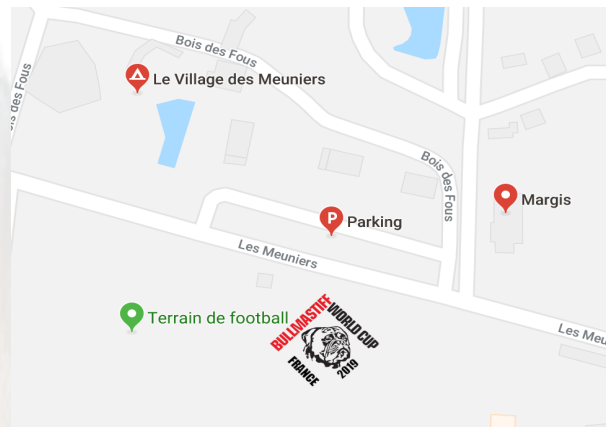 Bois des Fous
des Fous
Le Village des Meuniers
Bois des Fous
Margis
P
Parking
Les Meuniers
Terrain de football
BULLMASTIFF
WORLD CUP
FRANCE
2019
Les Meu